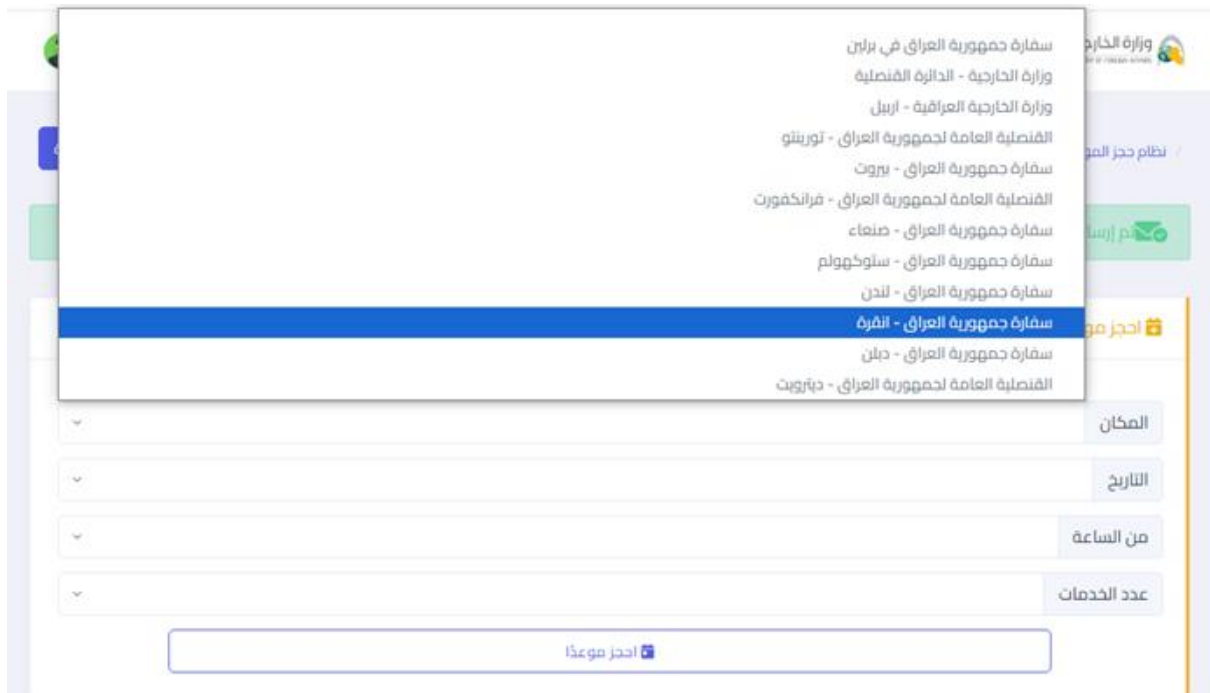 وزارة الخارج
سفارة جمهورية العراق في برلين
وزارة الخارجية - الدائرة القنصلية
وزارة الخارجية العراقية - اربيل
القنصلية العامة لجمهورية العراق - تورينتو
سفارة جمهورية العراق - بيروت
القنصلية العامة لجمهورية العراق - فرانكفورت
سفارة جمهورية العراق - صنعاء
سفارة جمهورية العراق - ستوكهولم
سفارة جمهورية العراق - لندن
سفارة جمهورية العراق - انقرة
سفارة جمهورية العراق - دبلن
القنصلية العامة لجمهورية العراق - ديترويت
نظام حجز المو
تم إرسا
احجز مو
المكان
التاريخ
من الساعة
عدد الخدمات
احجز موعدًا